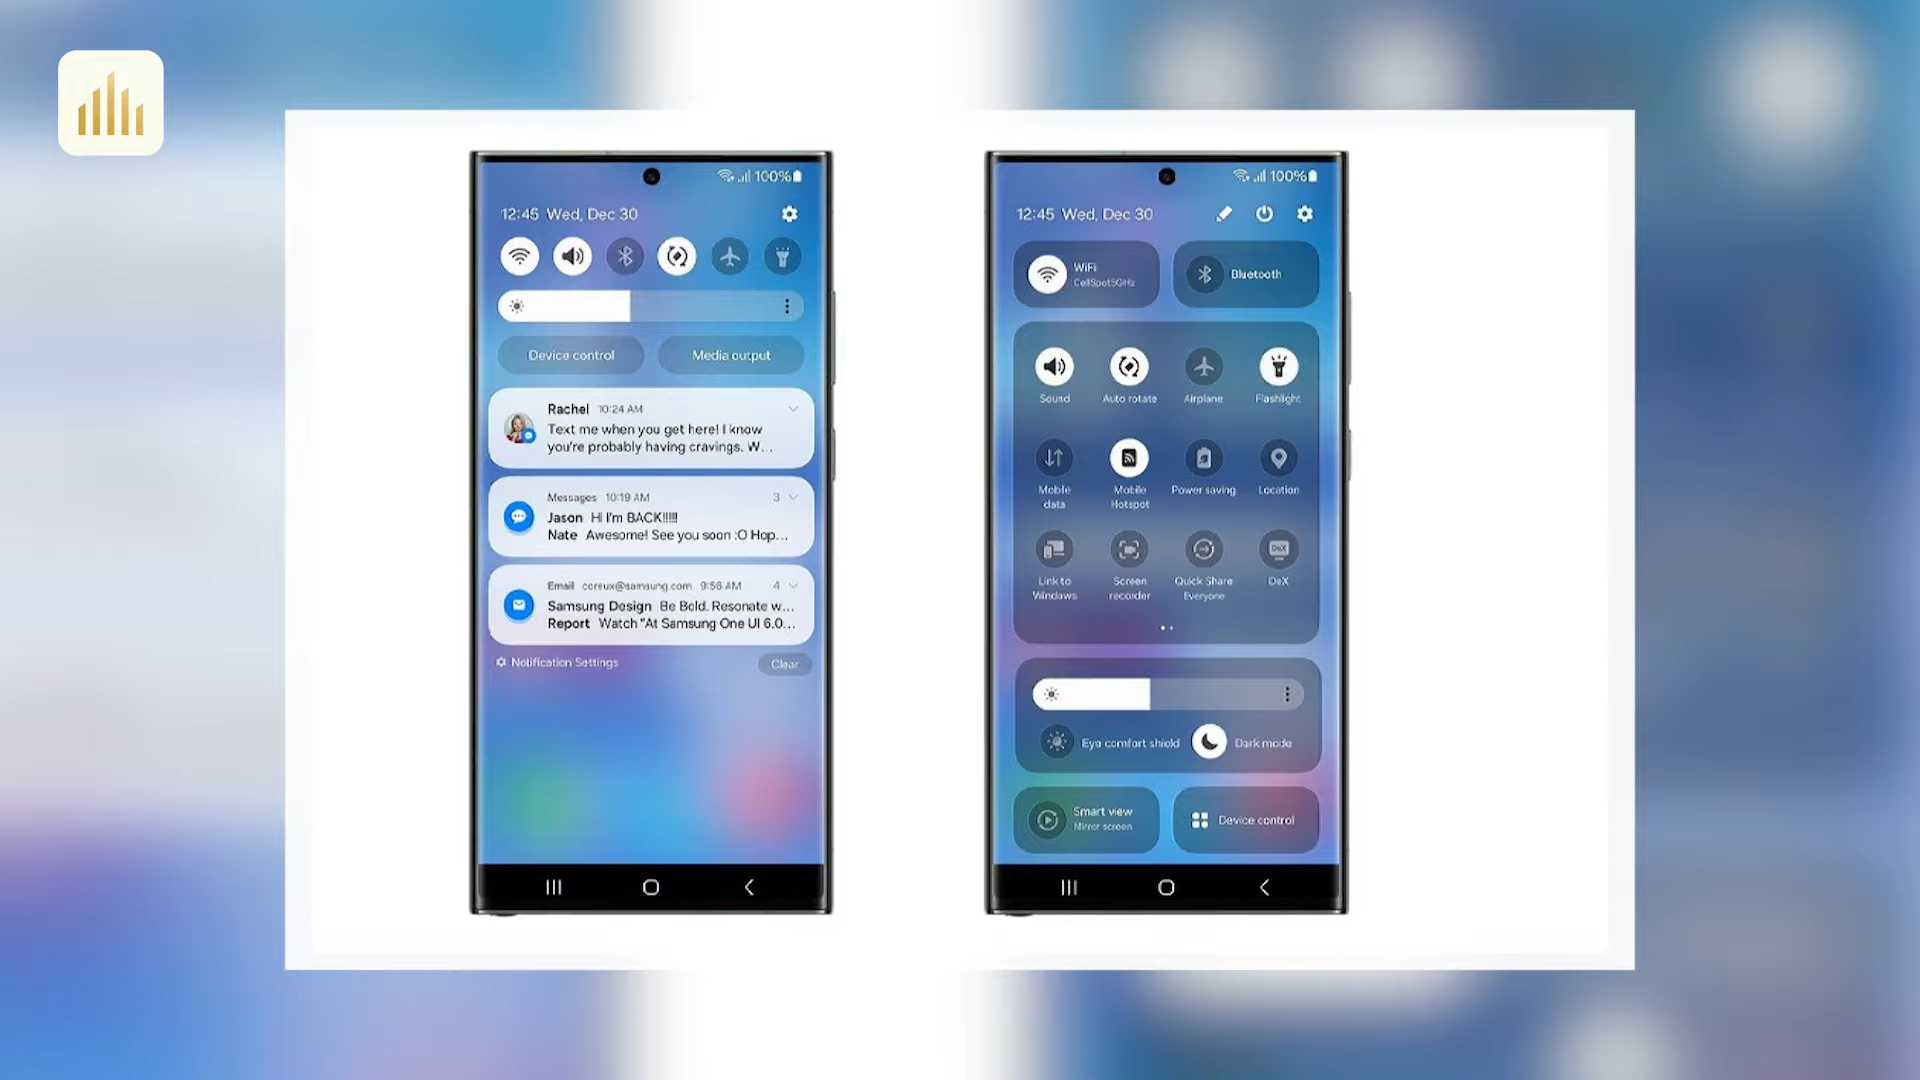 100%
12:45 Wed, Dec 30
Device control Media output
Rachel 10:24 AM
Text me when you get here! I know
you're probably having cravings. W...
Messages 10:19 AM 3
Jason Hi I'm BACK!!!!!
Nate Awesome! See you soon :O Hop...
Email coreux@samsung.com 9:56 AM 4
Samsung Design Be Bold. Resonate w...
Report Watch "At Samsung One UI 6.0...
Notification Settings Clear
100%
12:45 Wed, Dec 30
WiFi
CellSpot5GHz
Bluetooth
Sound Auto rotate Airplane Flashlight
Mobile
data
Mobile
Hotspot
Power saving Location
Link to
Windows
Screen
recorder
Quick Share
Everyone
DeX
DeX
Eye comfort shield Dark mode
Smart view
Mirror screen
Device control